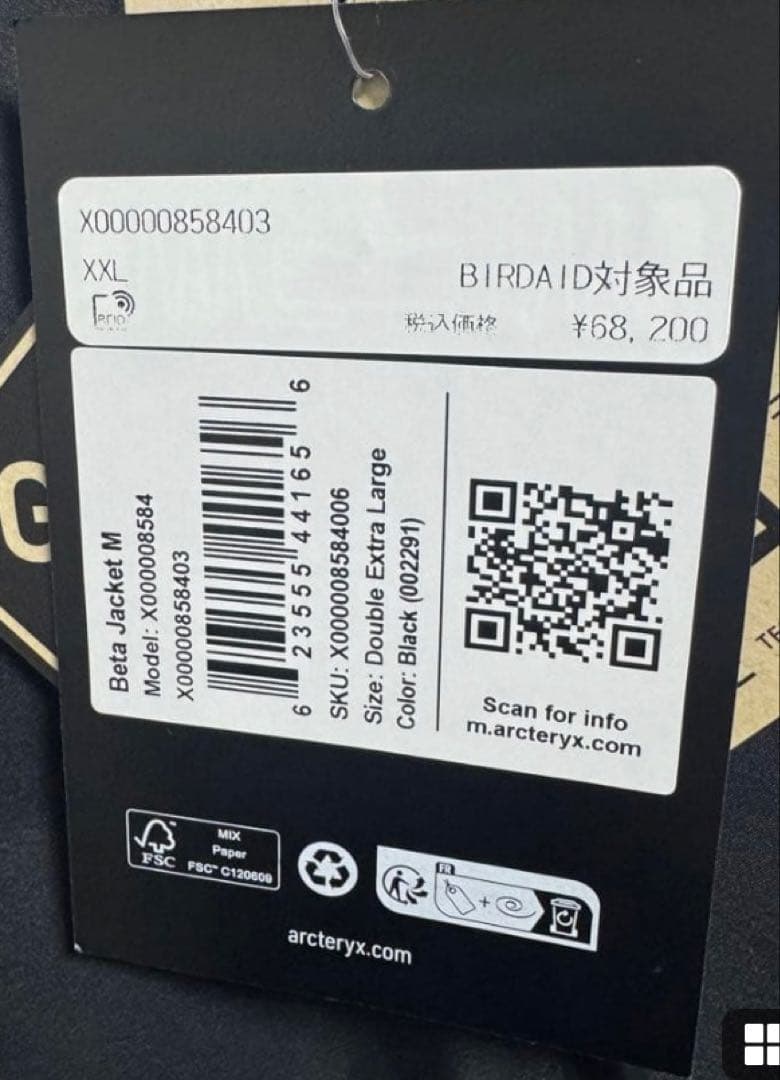 X00000858403
XXL
BIRDAID対象品
RFID
税込価格 ¥68,200
Beta Jacket M
Model: X000008584
X00000858403
6 23555 44165 6
SKU: X000008584006
Size: Double Extra Large
Color: Black (002291)
Scan for info
m.arcteryx.com
FSC
MIX
Paper
FSC™ C120609
FR
+
arcteryx.com
G
TE